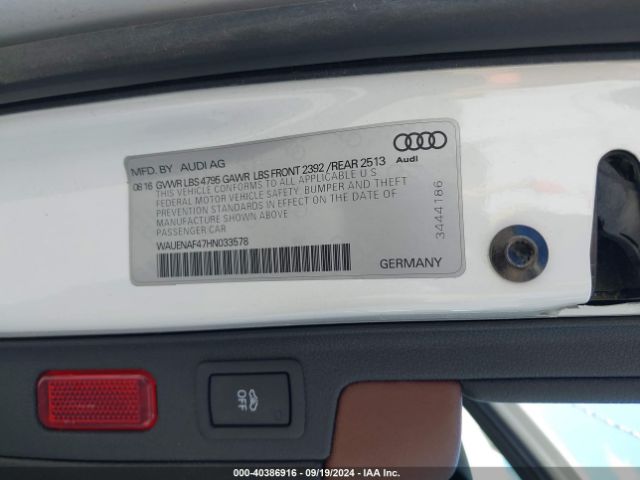 MFD. BY AUDI AG
08 16 GVWR LBS 4795 GAWR LBS FRONT 2392 /REAR 2513
THIS VEHICLE CONFORMS TO ALL APPLICABLE U S
FEDERAL MOTOR VEHICLE SAFETY, BUMPER AND THEFT
PREVENTION STANDARDS IN EFFECT ON THE DATE OF
MANUFACTURE SHOWN ABOVE
PASSENGER CAR
WAUENAF47HN033578
Audi
3444186
GERMANY
OFF
000-40386916 - 09/19/2024 - IAA Inc.